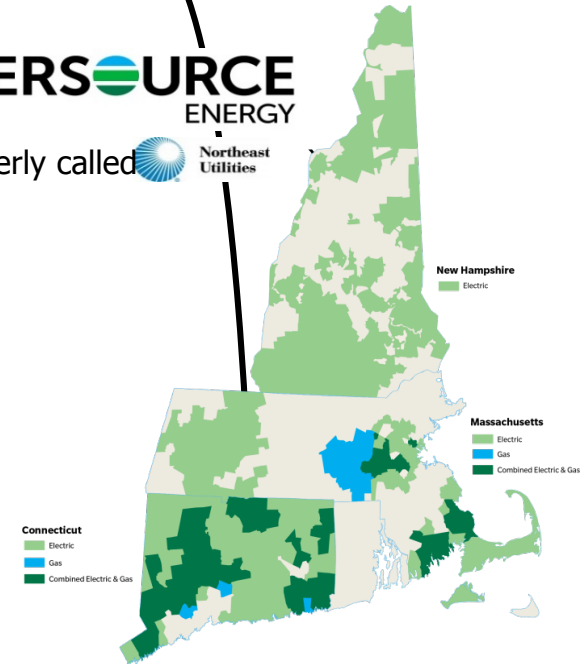 ERSOURCE
ENERGY
erly called
Northeast
Utilities
New Hampshire
Electric
Massachusetts
Electric
Gas
Combined Electric & Gas
Connecticut
Electric
Gas
Combined Electric & Gas